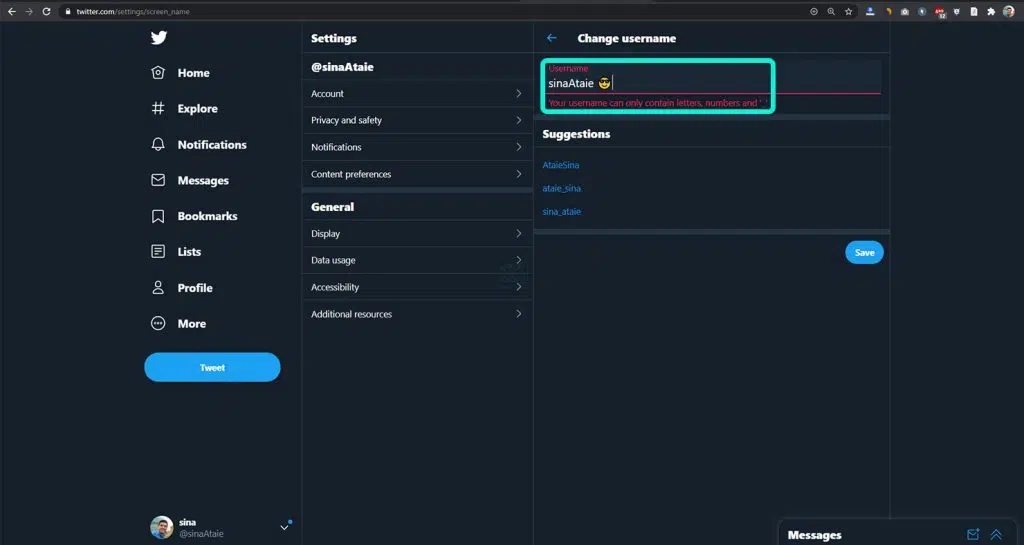 twitter.com/settings/screen_name
Home
Explore
Notifications
Messages
Bookmarks
Lists
Profile
More
Tweet
sina
@sinaAtaie
Settings
@sinaAtaie
Account
Privacy and safety
Notifications
Content preferences
General
Display
Data usage
Accessibility
Additional resources
Change username
Username
sinaAtaie 😎
Your username can only contain letters, numbers and '_'
Suggestions
AtaieSina
ataie_sina
sina_ataie
Save
Messages